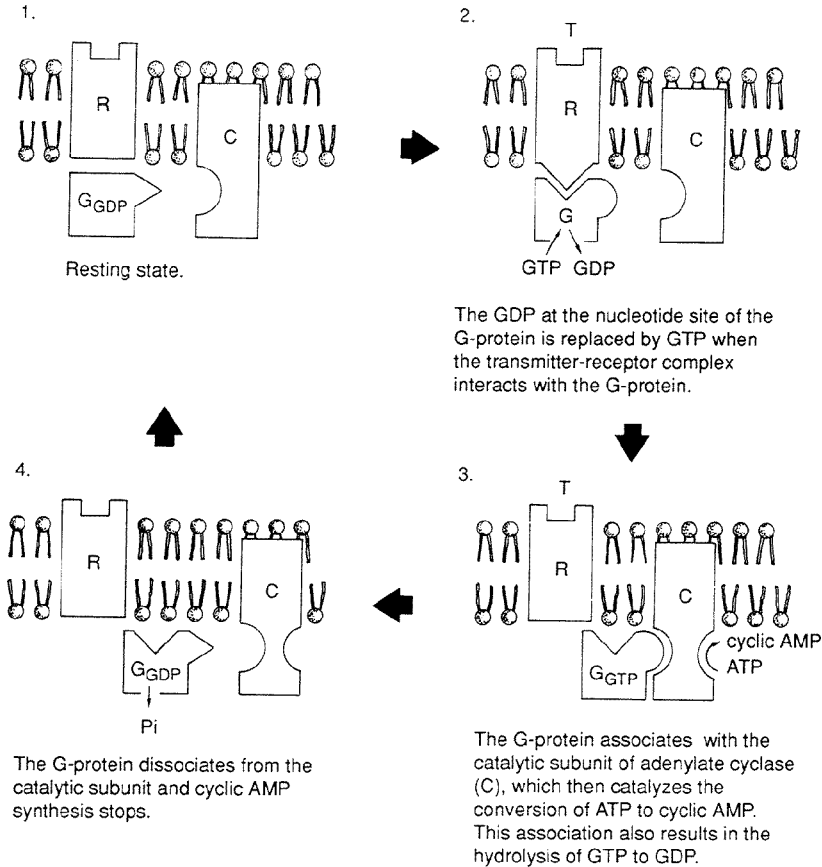 1.
R
C
GGDP
Resting state.
2.
T
R
C
G
GTP GDP
The GDP at the nucleotide site of the
G-protein is replaced by GTP when
the transmitter-receptor complex
interacts with the G-protein.
3.
T
R
C
GGTP
cyclic AMP
ATP
The G-protein associates with the
catalytic subunit of adenylate cyclase
(C), which then catalyzes the
conversion of ATP to cyclic AMP.
This association also results in the
hydrolysis of GTP to GDP.
4.
R
C
GGDP
Pi
The G-protein dissociates from the
catalytic subunit and cyclic AMP
synthesis stops.